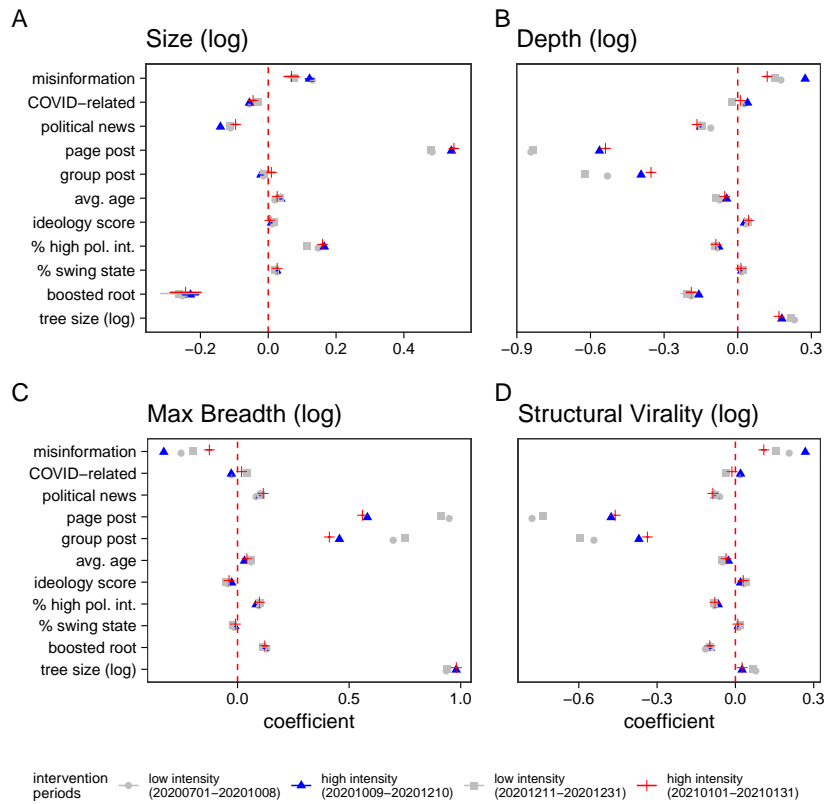 A
Size (log)
B
Depth (log)
misinformation
COVID−related
political news
page post
group post
avg. age
ideology score
% high pol. int.
% swing state
boosted root
tree size (log)
−0.2 0.0 0.2 0.4
−0.9 −0.6 −0.3 0.0 0.3
C
Max Breadth (log)
D
Structural Virality (log)
misinformation
COVID−related
political news
page post
group post
avg. age
ideology score
% high pol. int.
% swing state
boosted root
tree size (log)
0.0 0.5 1.0
−0.6 −0.3 0.0 0.3
coefficient coefficient
intervention
periods
low intensity
(20200701−20201008)
high intensity
(20201009−20201210)
low intensity
(20201211−20201231)
high intensity
(20210101−20210131)